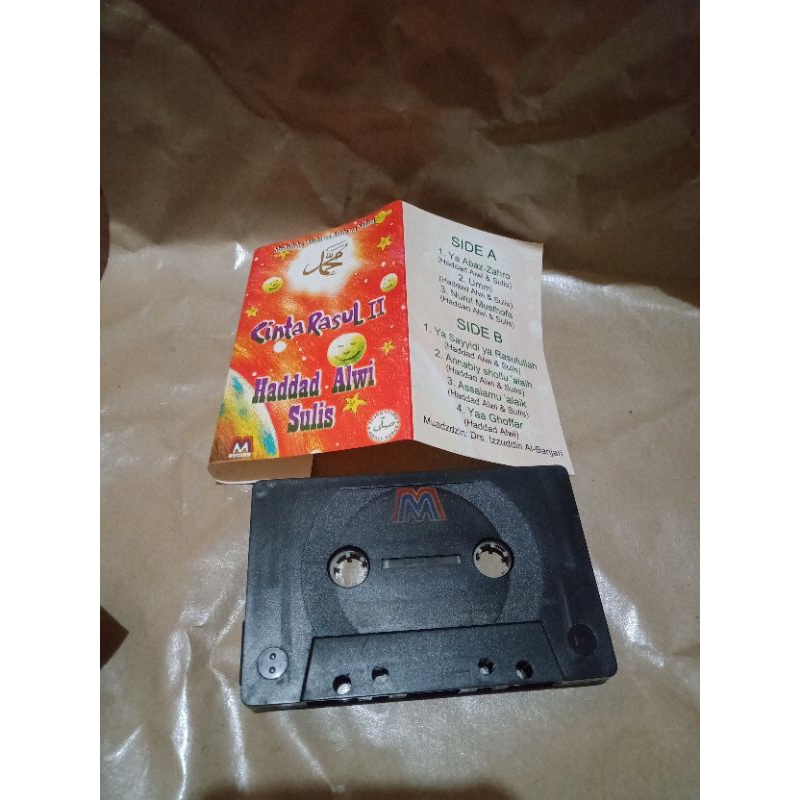 محمد
Cinta Rasul II
Haddad Alwi
Sulis
M
SIDE A
1. Ya Abaz-Zahro
(Haddad Alwi & Sulis)
2. Ummi
(Haddad Alwi & Sulis)
3. Nurul Musthofa
(Haddad Alwi & Sulis)
SIDE B
1. Ya Sayyidi ya Rasulullah
(Haddad Alwi & Sulis)
2. Annabiy shollu 'alaih
(Haddad Alwi & Sulis)
3. Assalamu 'alaik
(Haddad Alwi & Sulis)
4. Yaa Ghoffar
(Haddad Alwi)
Muadzdzin: Drs. Izzuddin Al-Banjari
M